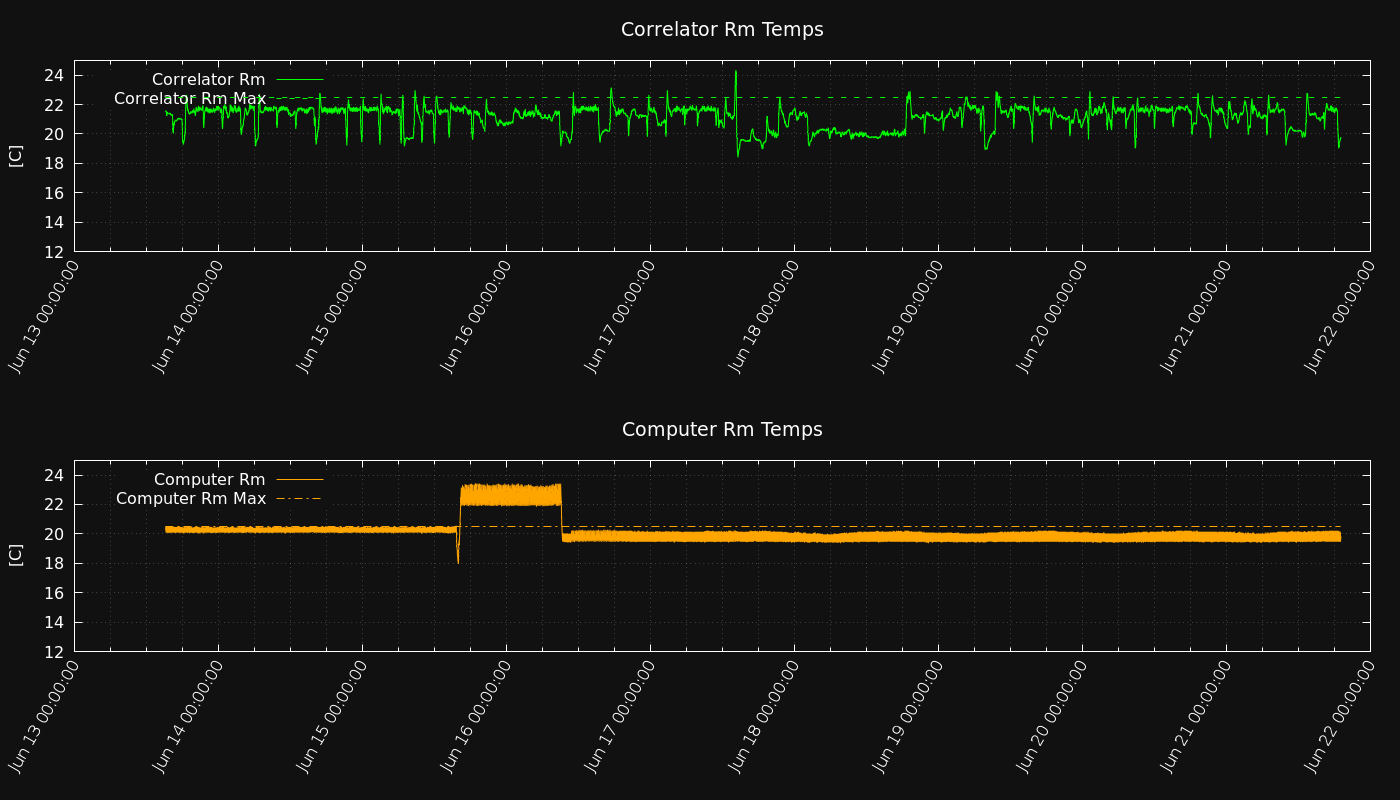 Correlator Rm Temps
Correlator Rm
Correlator Rm Max
[C]
24
22
20
18
16
14
12
Jun 13 00:00:00
Jun 14 00:00:00
Jun 15 00:00:00
Jun 16 00:00:00
Jun 17 00:00:00
Jun 18 00:00:00
Jun 19 00:00:00
Jun 20 00:00:00
Jun 21 00:00:00
Jun 22 00:00:00
Computer Rm Temps
Computer Rm
Computer Rm Max
[C]
24
22
20
18
16
14
12
Jun 13 00:00:00
Jun 14 00:00:00
Jun 15 00:00:00
Jun 16 00:00:00
Jun 17 00:00:00
Jun 18 00:00:00
Jun 19 00:00:00
Jun 20 00:00:00
Jun 21 00:00:00
Jun 22 00:00:00